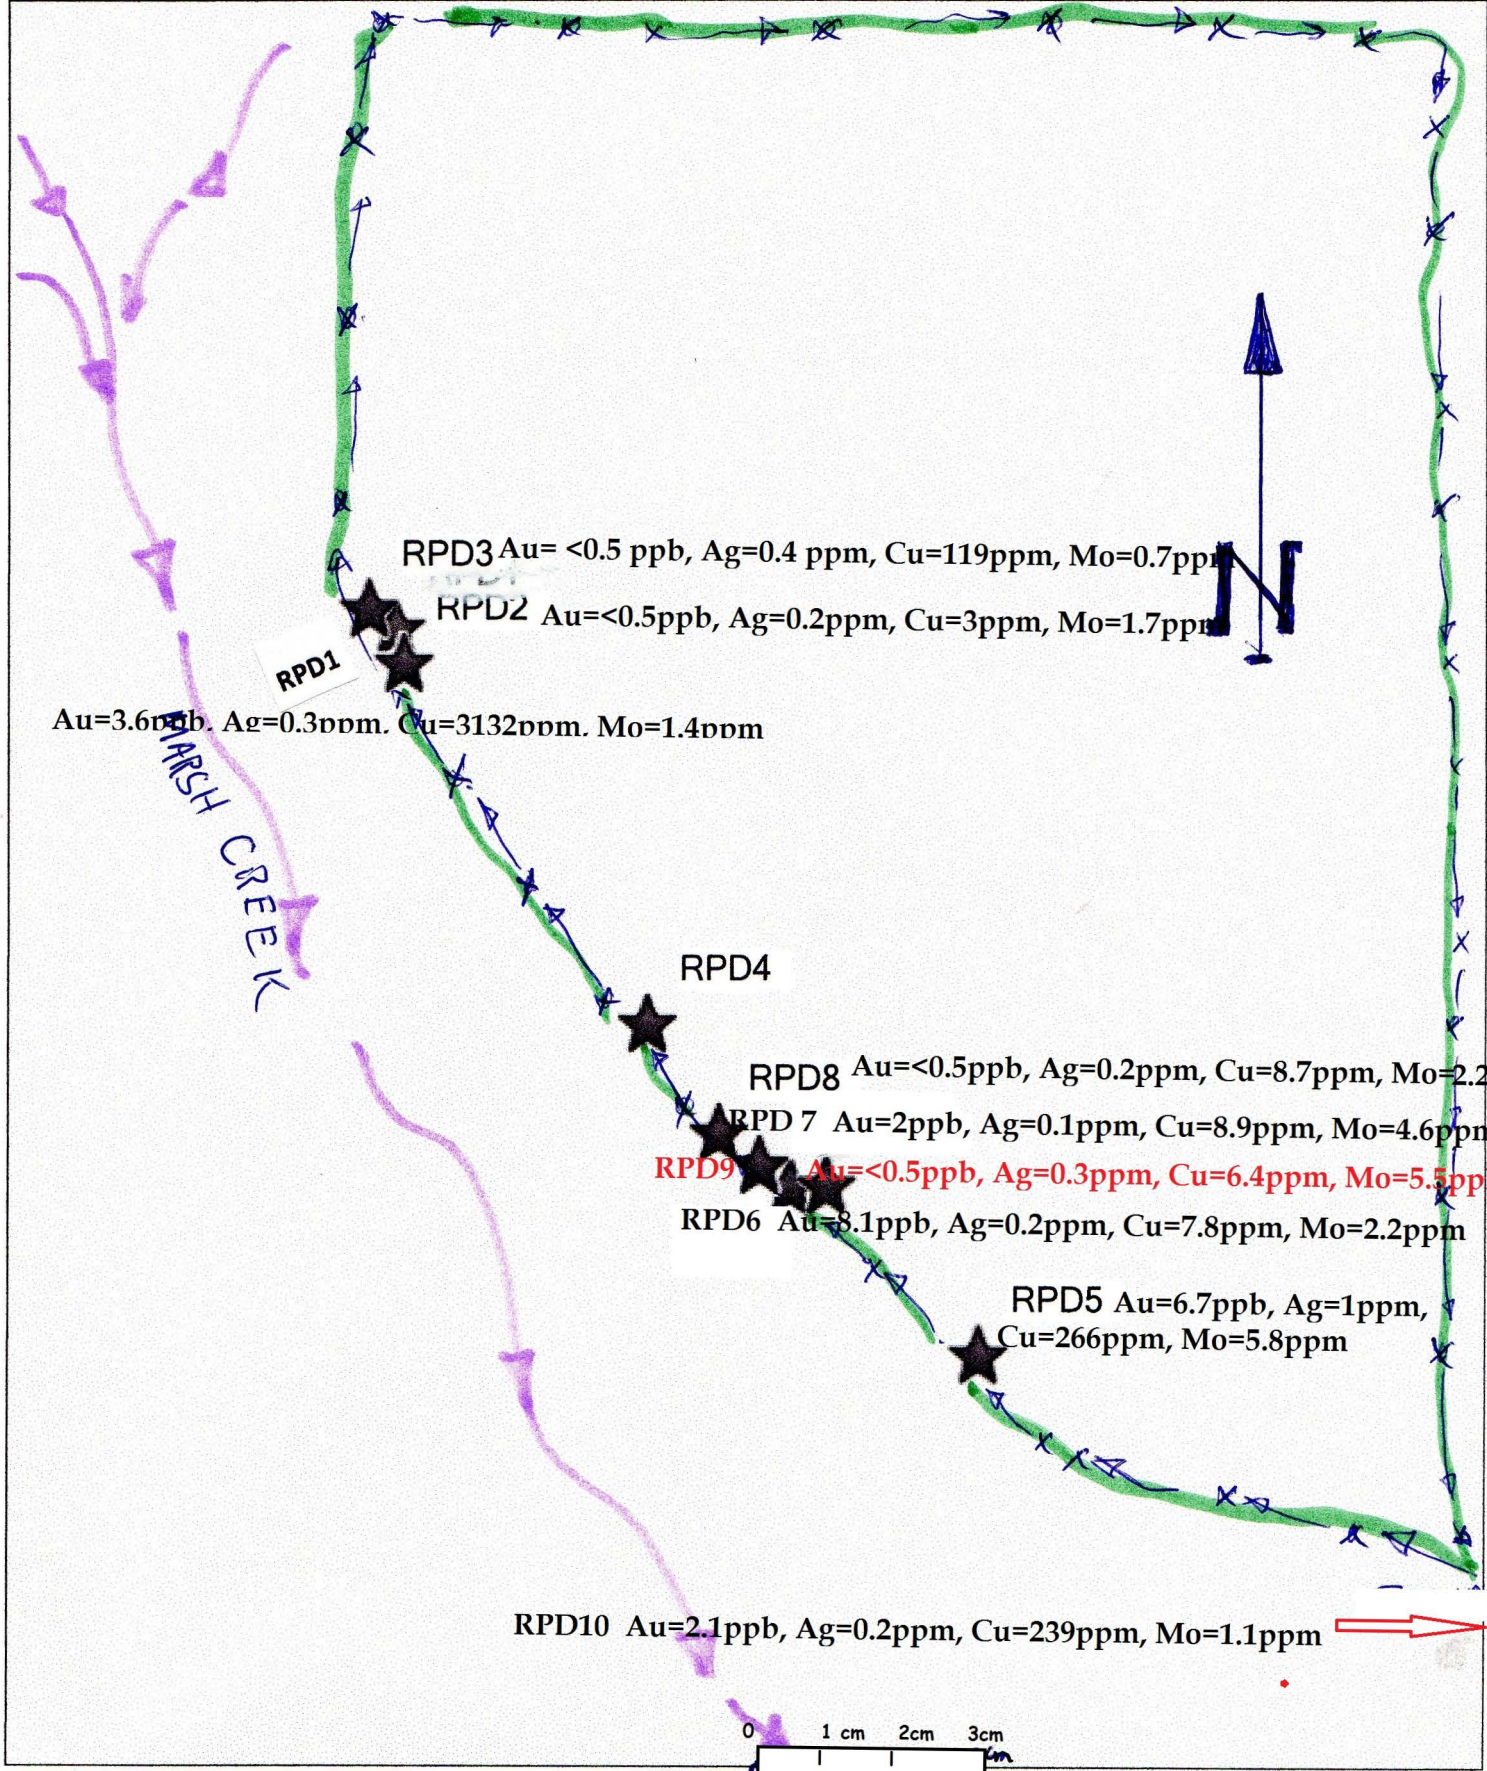 RPD3 Au= <0.5 ppb, Ag=0.4 ppm, Cu=119ppm, Mo=0.7ppm
RPD2 Au=<0.5ppb, Ag=0.2ppm, Cu=3ppm, Mo=1.7ppm
N
RPD1
Au=3.6ppb, Ag=0.3ppm, Cu=3132ppm, Mo=1.4ppm
MARSH CREEK
RPD4
RPD8 Au=<0.5ppb, Ag=0.2ppm, Cu=8.7ppm, Mo=2.2
RPD 7 Au=2ppb, Ag=0.1ppm, Cu=8.9ppm, Mo=4.6ppm
RPD9 Au=<0.5ppb, Ag=0.3ppm, Cu=6.4ppm, Mo=5.5pp
RPD6 Au=8.1ppb, Ag=0.2ppm, Cu=7.8ppm, Mo=2.2ppm
RPD5 Au=6.7ppb, Ag=1ppm,
Cu=266ppm, Mo=5.8ppm
RPD10 Au=2.1ppb, Ag=0.2ppm, Cu=239ppm, Mo=1.1ppm
0 1 cm 2cm 3cm
cm